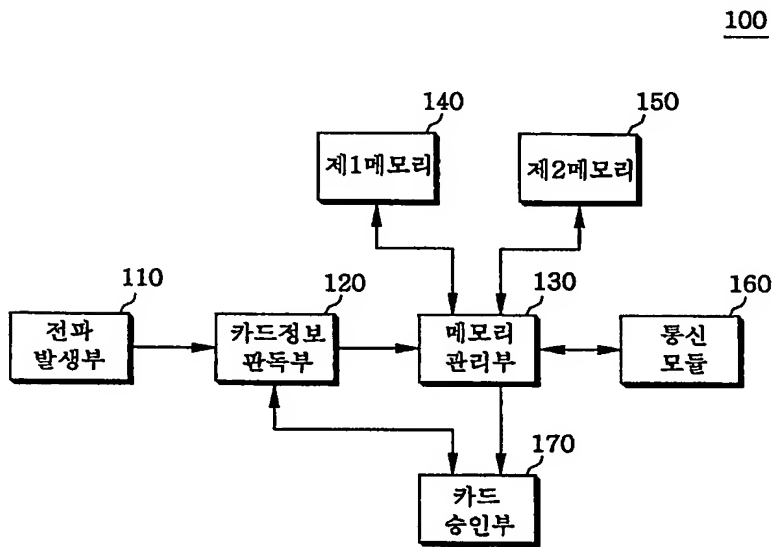 100
140
150
제1메모리
제2메모리
110
120
130
160
전파
발생부
카드정보
판독부
메모리
관리부
통신
모듈
170
카드
승인부